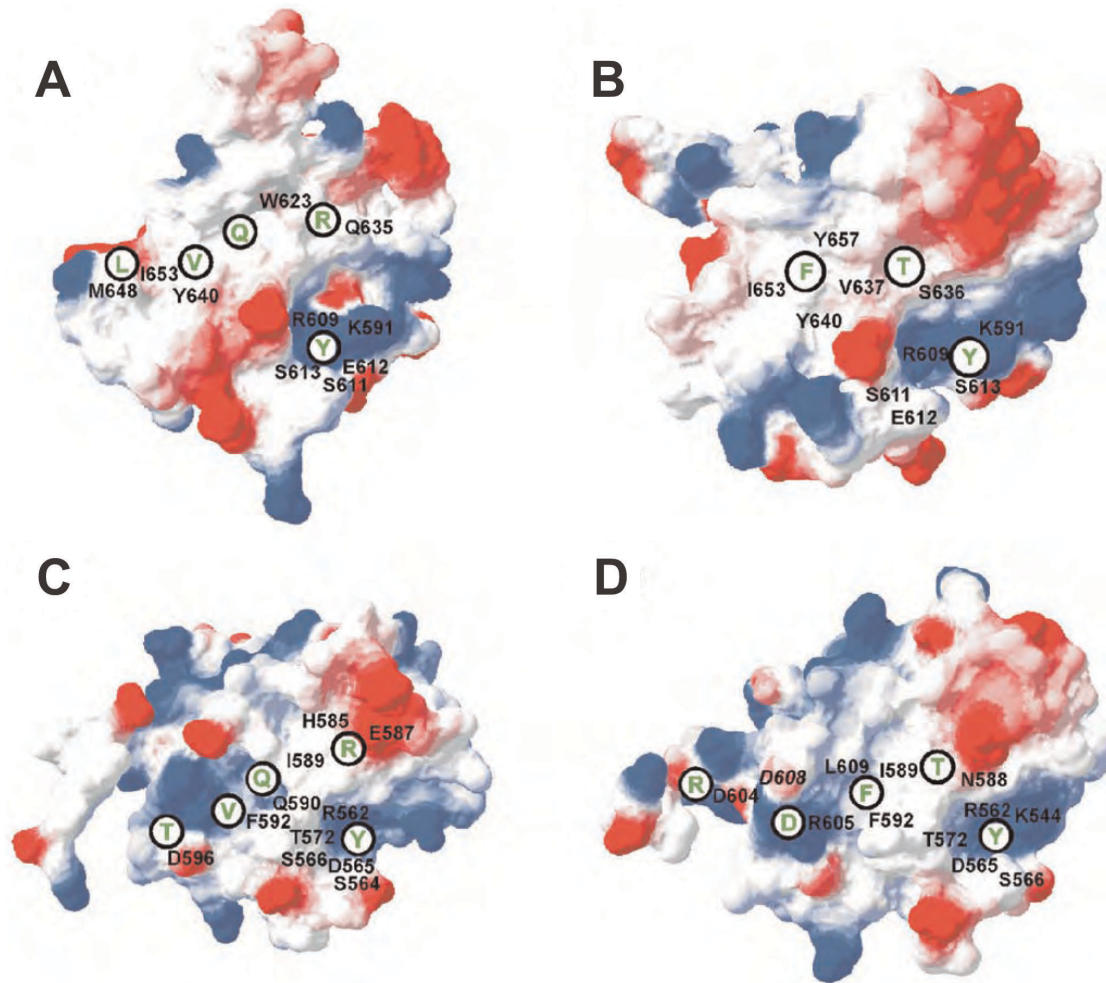 A
W623
R
Q
Q635
L
I653
V
M648
Y640
R609
K591
Y
S613
E612
S611
B
Y657
F
T
I653
V637
S636
Y640
K591
R609
Y
S611
S613
E612
C
H585
E587
R
I589
Q
Q590
V
F592
R562
T572
Y
T
D596
S566
D565
S564
D
L609
I589
T
R
D608
N588
D604
F
D
R605
F592
R562
K544
T572
Y
D565
S566